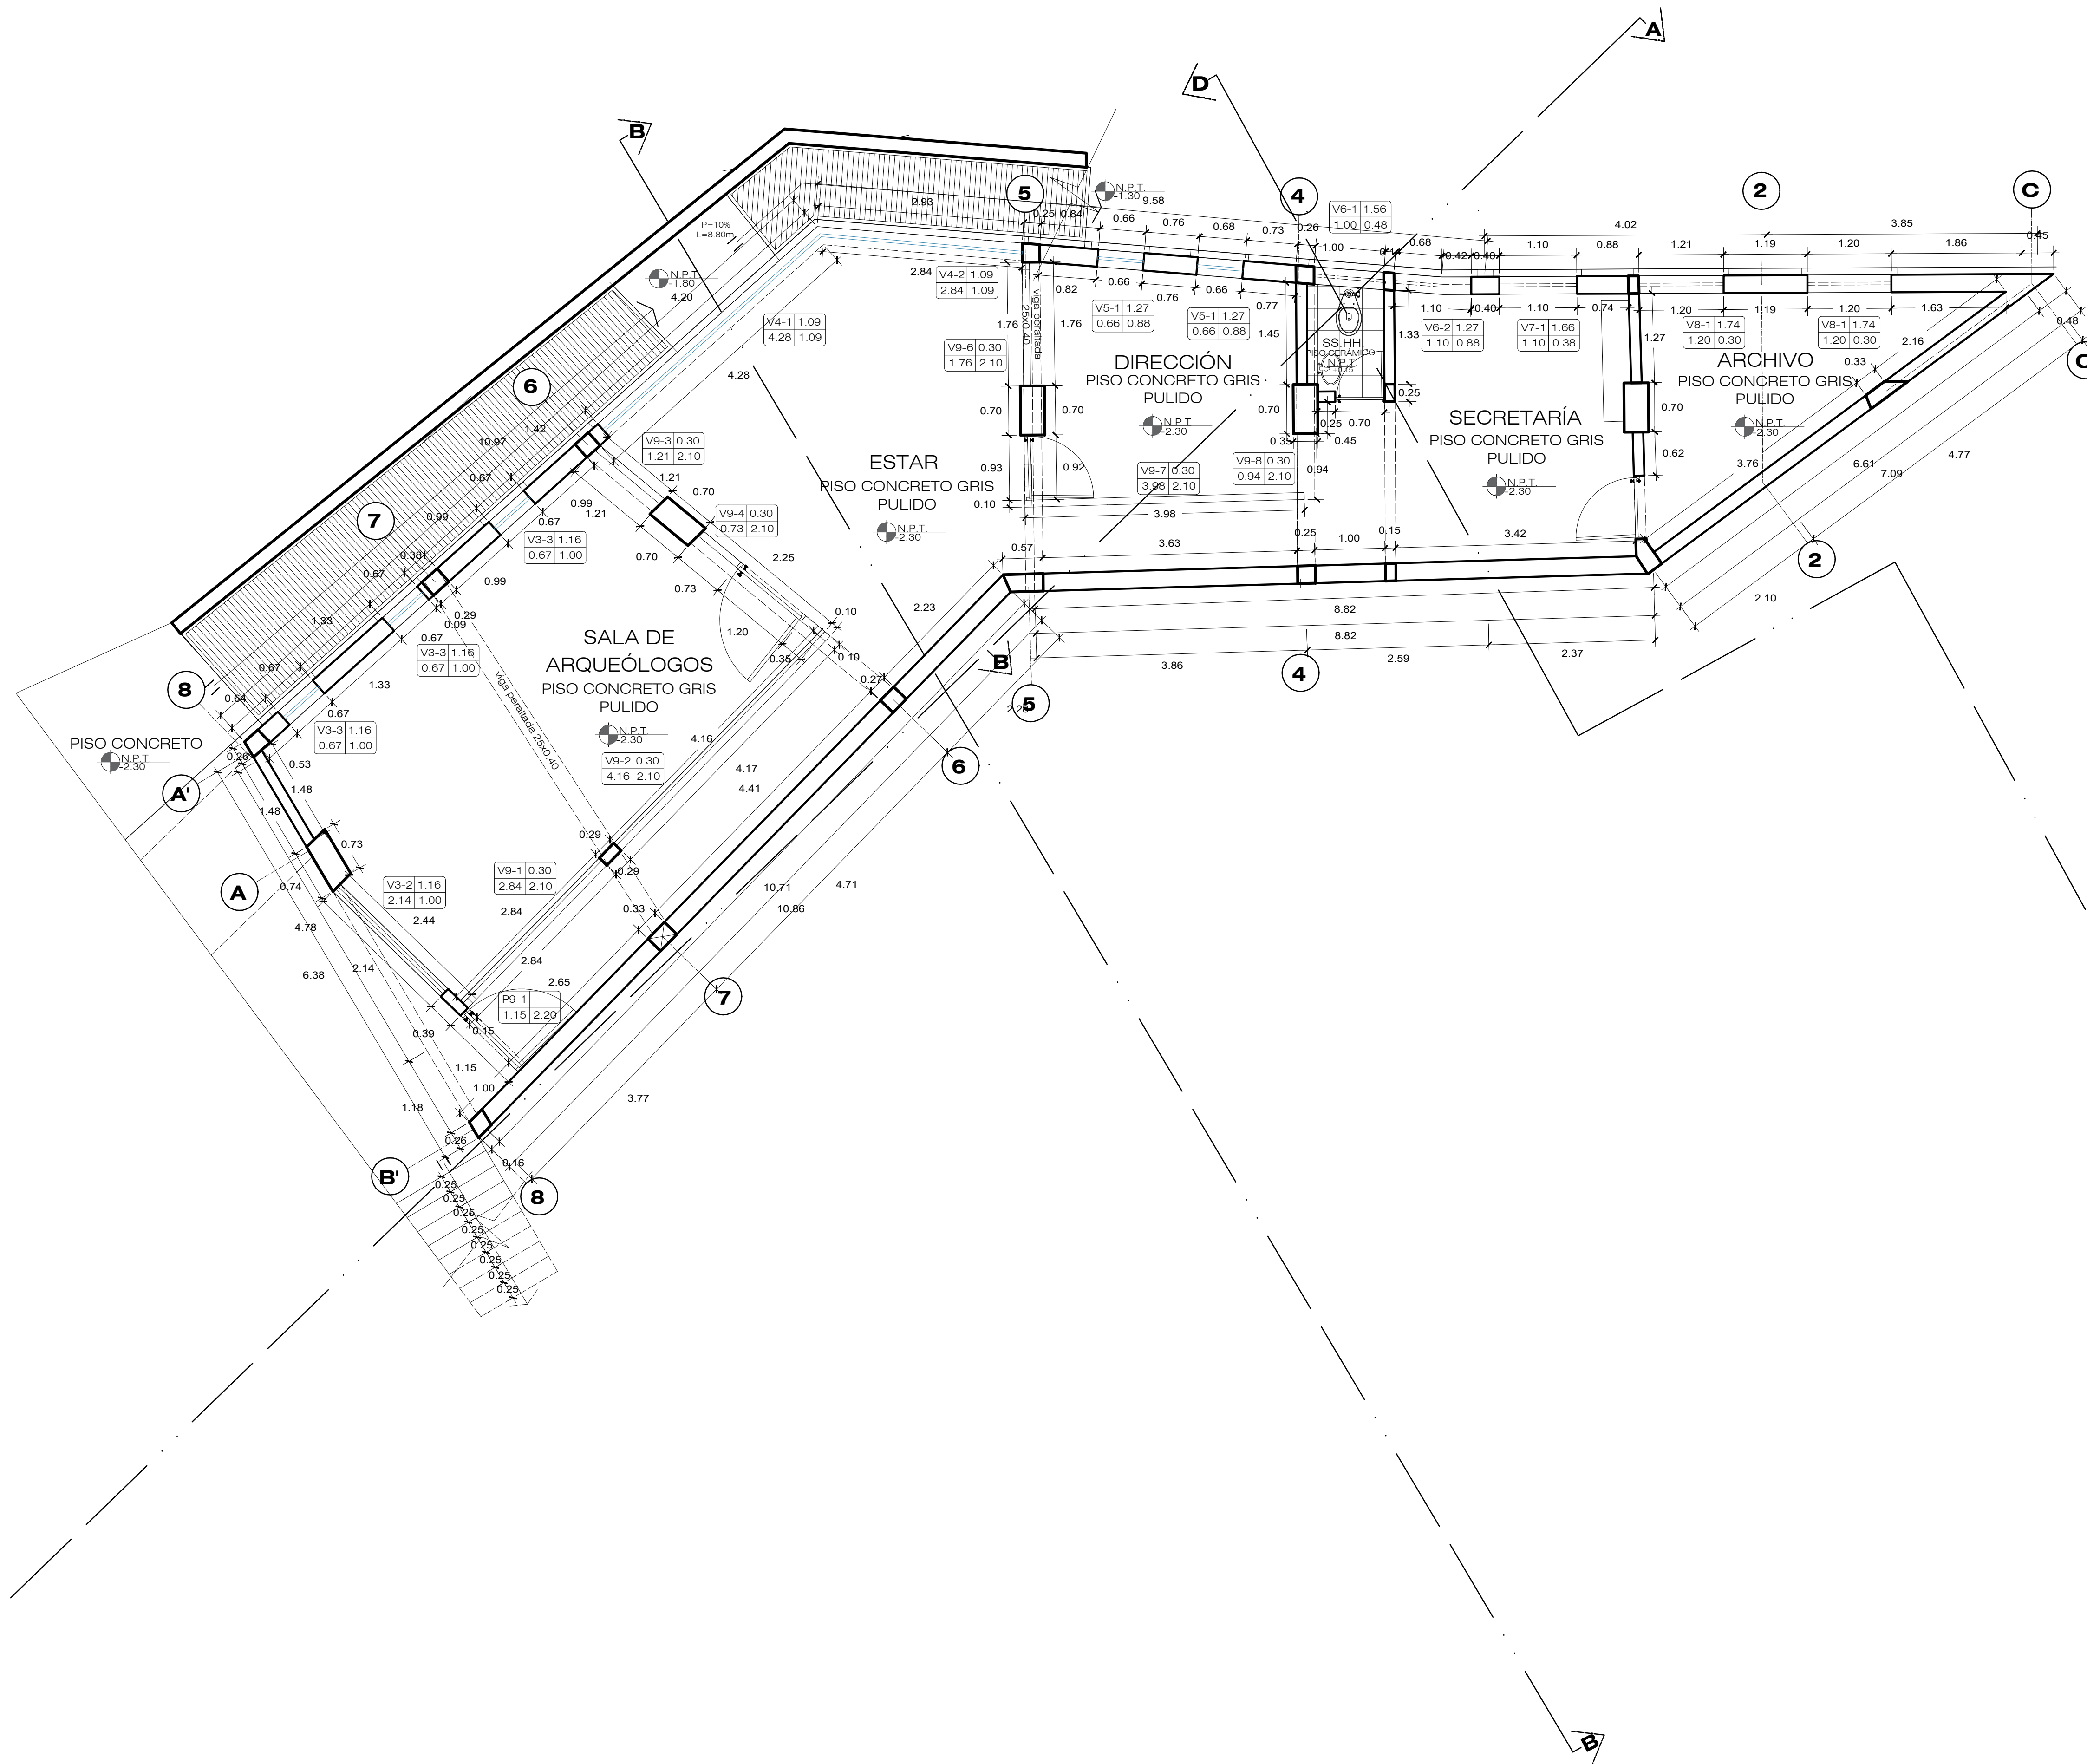 A
D
B
C
2
4
5
N.P.T.
-1.30
9.58
2.93
0.25 0.84
0.66
0.76
0.68
0.73
0.26
1.00
V6-1 1.56
1.00 0.48
0.14
0.68
4.02
3.85
0.45
0.42
0.40
1.10
0.88
1.21
1.19
1.20
1.86
P=10%
L=8.80m
N.P.T.
-1.80
4.20
2.84
V4-2 1.09
2.84 1.09
0.82
0.66
0.76
0.66
0.77
V4-1 1.09
4.28 1.09
1.76
viga peraltada
25x0.40
1.76
V5-1 1.27
0.66 0.88
V5-1 1.27
0.66 0.88
1.45
1.33
1.10
0.40
1.10
0.74
1.20
1.19
1.20
1.63
V6-2 1.27
1.10 0.88
V7-1 1.66
1.10 0.38
V8-1 1.74
1.20 0.30
V8-1 1.74
1.20 0.30
1.27
0.48
C
2.16
0.33
V9-6 0.30
1.76 2.10
DIRECCIÓN
PISO CONCRETO GRIS
PULIDO
N.P.T.
-2.30
SS.HH.
PISO CERÁMICO
N.P.T.
+0.15
ARCHIVO
PISO CONCRETO GRIS
PULIDO
N.P.T.
-2.30
SECRETARÍA
PISO CONCRETO GRIS
PULIDO
N.P.T.
-2.30
4.28
6
0.70
0.70
0.70
0.25
0.25 0.70
0.35
0.45
0.70
0.62
10.97
1.42
V9-3 0.30
1.21 2.10
1.21
0.70
ESTAR
PISO CONCRETO GRIS
PULIDO
N.P.T.
-2.30
0.93
0.92
0.10
V9-7 0.30
3.98 2.10
V9-8 0.30
0.94 2.10
0.94
3.98
3.76
6.61
7.09
4.77
0.67
7
0.99
0.99
1.21
0.67
V9-4 0.30
0.73 2.10
V3-3 1.16
0.67 1.00
0.70
0.73
2.25
0.57
3.63
0.25
1.00
0.15
3.42
2
2.10
0.38
0.67
0.99
0.29
0.09
1.33
0.67
V3-3 1.16
0.67 1.00
1.20
0.10
0.10
0.35
2.23
8.82
8.82
3.86
2.59
2.37
4
B
5
2.28
SALA DE
ARQUEÓLOGOS
PISO CONCRETO GRIS
PULIDO
N.P.T.
-2.30
8
0.67
0.64
1.33
0.67
V3-3 1.16
0.67 1.00
viga peraltada 25x0.40
0.27
6
PISO CONCRETO
N.P.T.
-2.30
0.26
0.53
A'
1.48
1.48
V9-2 0.30
4.16 2.10
4.16
4.17
4.41
0.73
0.29
0.29
A
0.74
V3-2 1.16
2.14 1.00
2.44
V9-1 0.30
2.84 2.10
2.84
0.33
10.71
10.86
4.71
4.78
6.38
2.14
2.84
2.65
7
P9-1 ----
1.15 2.20
0.39
0.15
1.15
1.00
1.18
3.77
0.26
B'
0.16
8
0.25
0.25
0.26
0.25
0.25
0.25
0.25
0.25
B